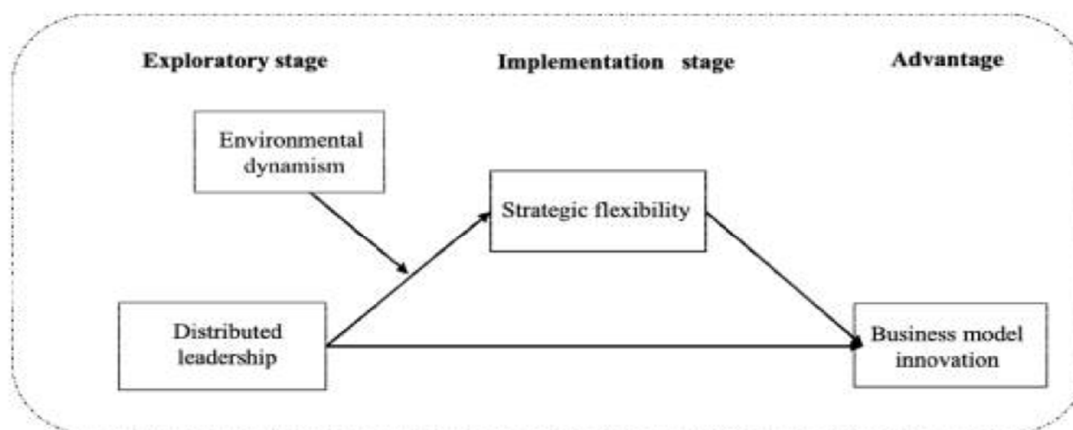 Exploratory stage
Implementation stage
Advantage
Environmental
dynamism
Strategic flexibility
Distributed
leadership
Business model
innovation